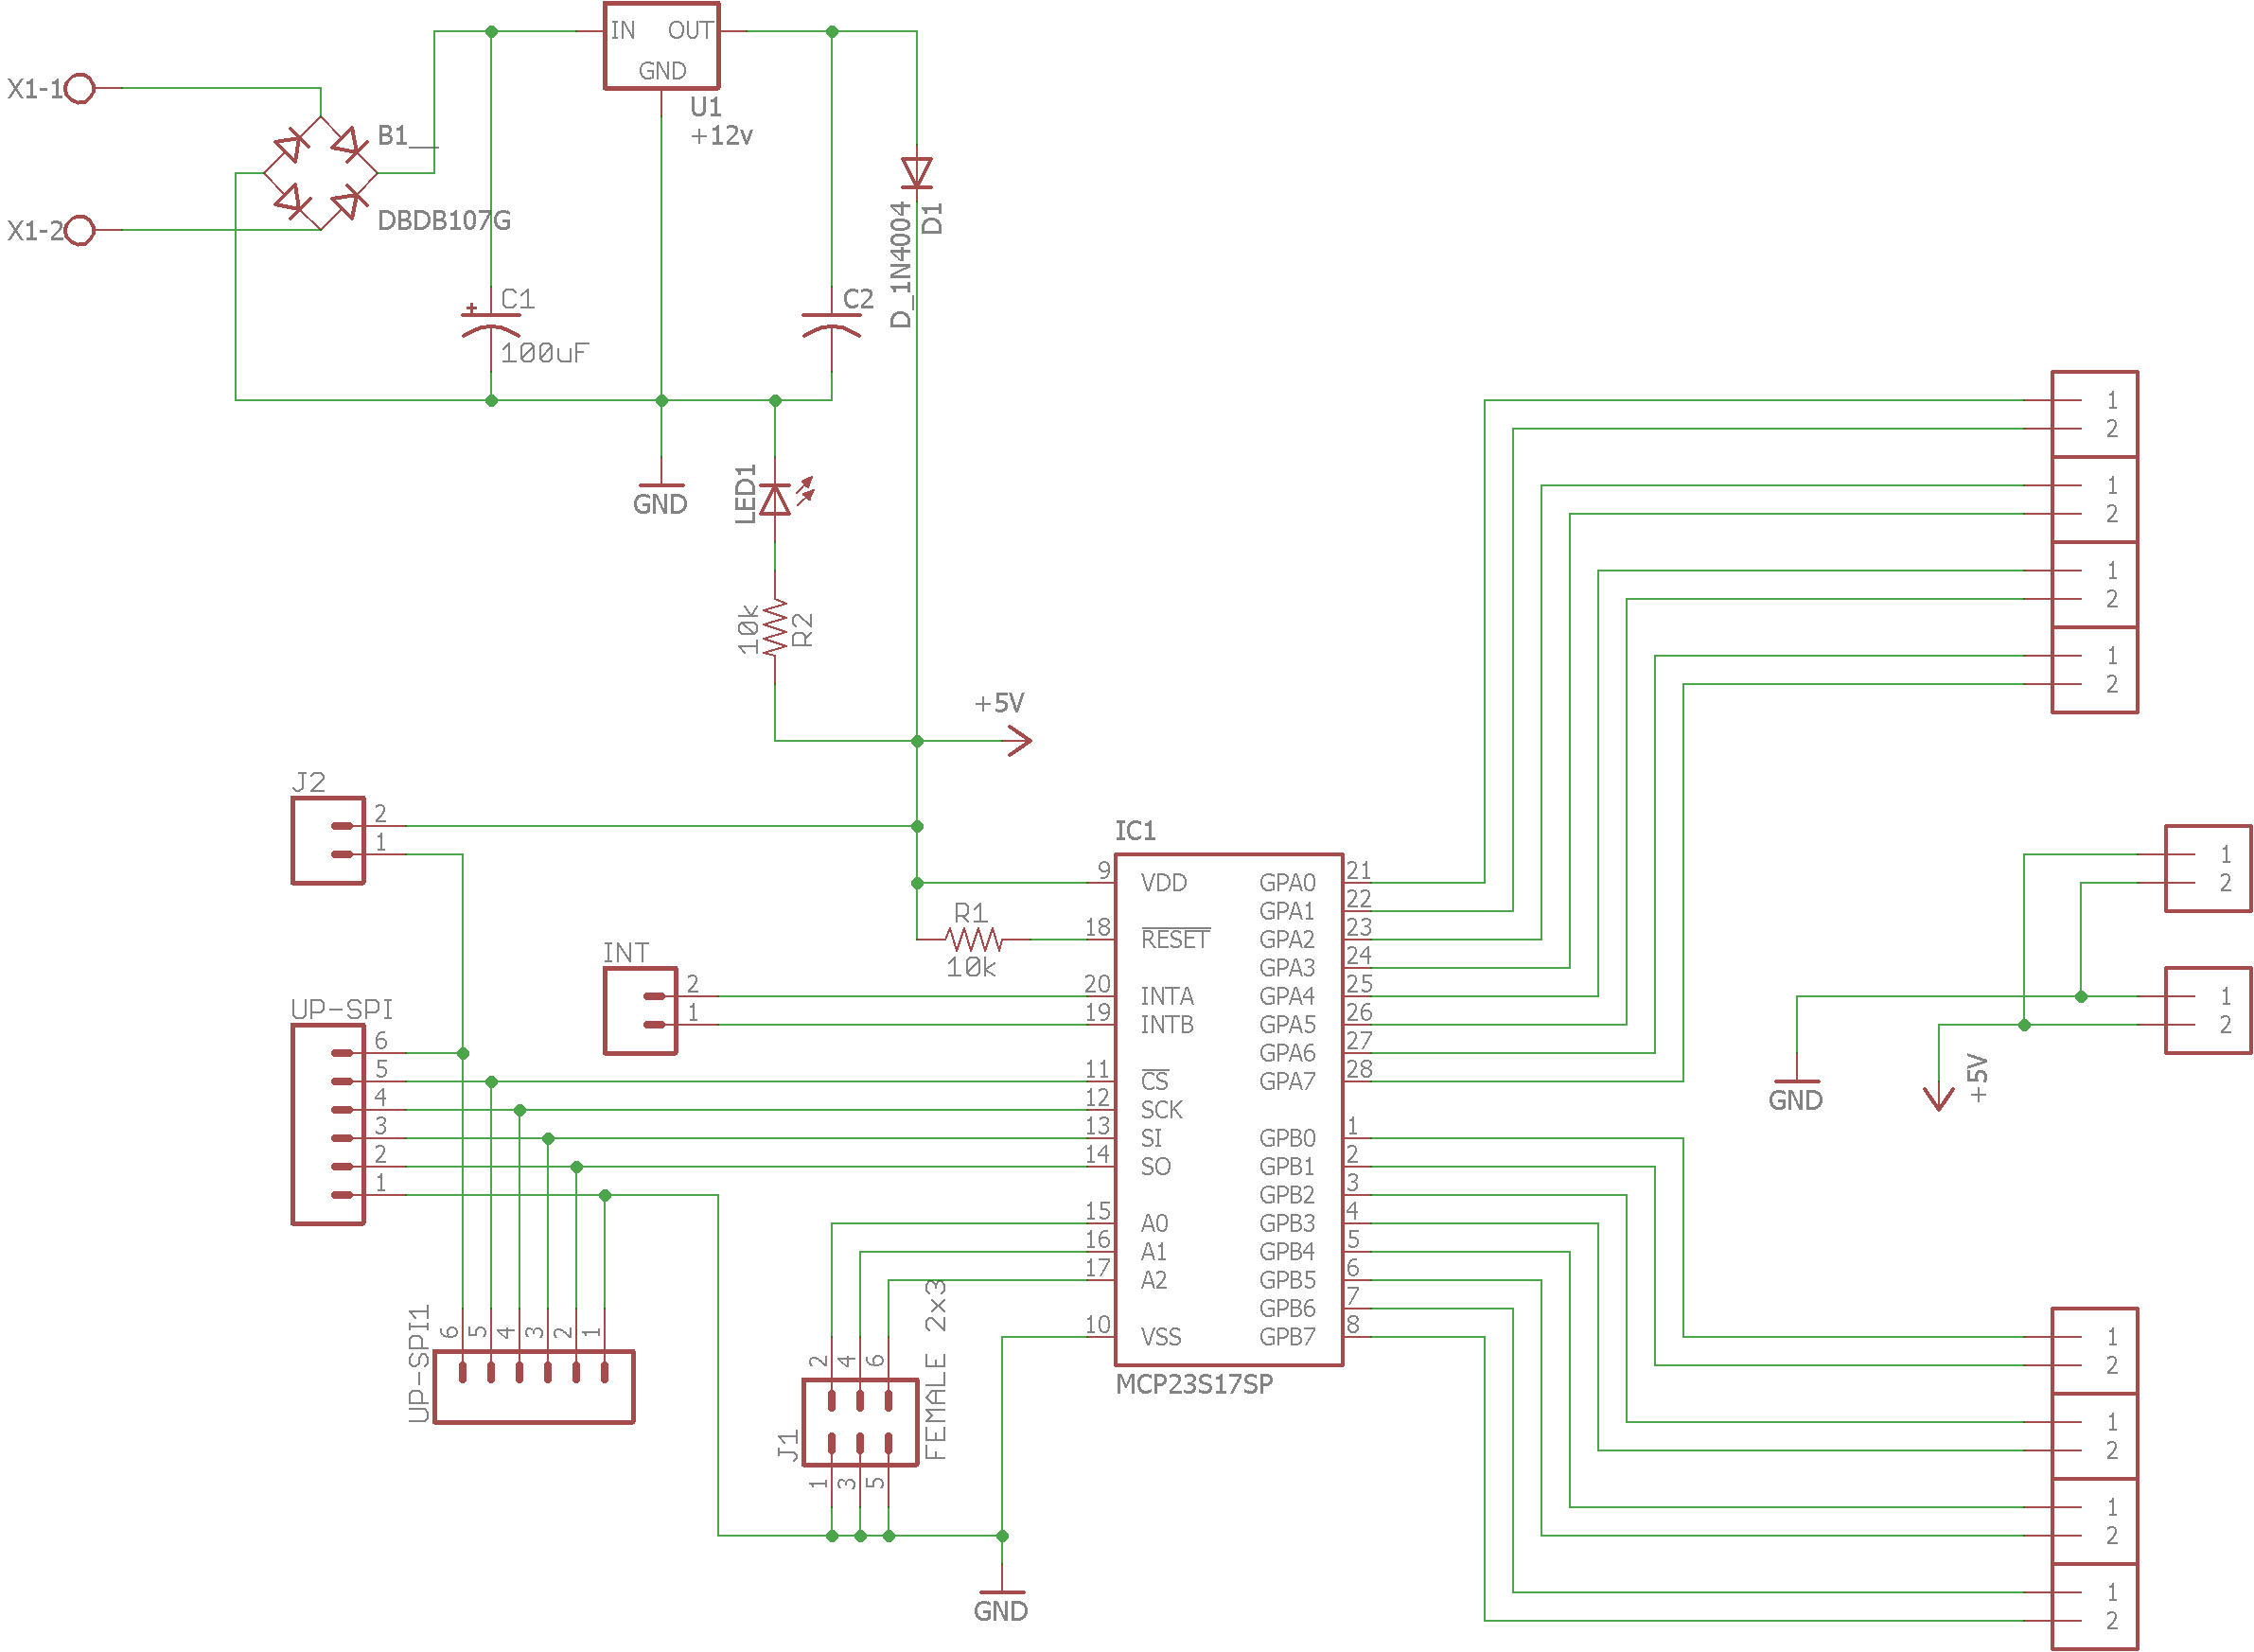 IN OUT
GND
U1
+12v
X1-1
X1-2
B1__
DBDB107G
C1
+
100uF
C2
D_1N4004
D1
GND
LED1
10k
R2
+5V
J2
2
1
INT
2
1
UP-SPI
6
5
4
3
2
1
UP-SPI1
6 5 4 3 2 1
R1
10k
IC1
9 VDD GPA0 21
GPA1 22
18 RESET GPA2 23
GPA3 24
20 INTA GPA4 25
19 INTB GPA5 26
GPA6 27
11 CS GPA7 28
12 SCK
13 SI GPB0 1
14 SO GPB1 2
GPB2 3
15 A0 GPB3 4
16 A1 GPB4 5
17 A2 GPB5 6
GPB6 7
10 VSS GPB7 8
MCP23S17SP
J1
2 4 6
1 3 5
FEMALE 2x3
GND
1
2
1
2
1
2
1
2
1
2
1
2
GND
+5V
1
2
1
2
1
2
1
2